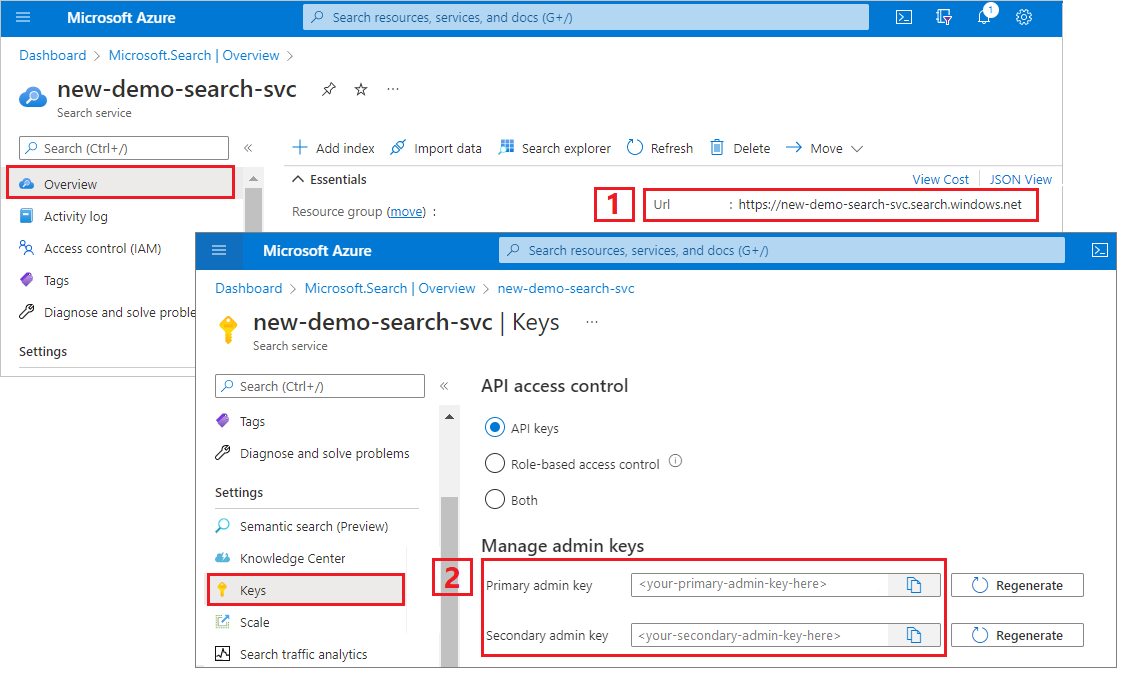 Microsoft Azure
Search resources, services, and docs (G+/)
1
Dashboard > Microsoft.Search | Overview >
new-demo-search-svc
...
Search service
Search (Ctrl+/)
«
Add index
Import data
Search explorer
Refresh
Delete
Move
Overview
Activity log
Access control (IAM)
Tags
Diagnose and solve proble
Settings
Essentials
View Cost
JSON View
Resource group (move) :
1
Url : https://new-demo-search-svc.search.windows.net
Microsoft Azure
Search resources, services, and docs (G+/)
Dashboard > Microsoft.Search | Overview > new-demo-search-svc
new-demo-search-svc | Keys
...
Search service
Search (Ctrl+/)
«
Tags
Diagnose and solve problems
Settings
Semantic search (Preview)
Knowledge Center
Keys
Scale
Search traffic analytics
API access control
API keys
Role-based access control
Both
Manage admin keys
2
Primary admin key
<your-primary-admin-key-here>
Regenerate
Secondary admin key
<your-secondary-admin-key-here>
Regenerate